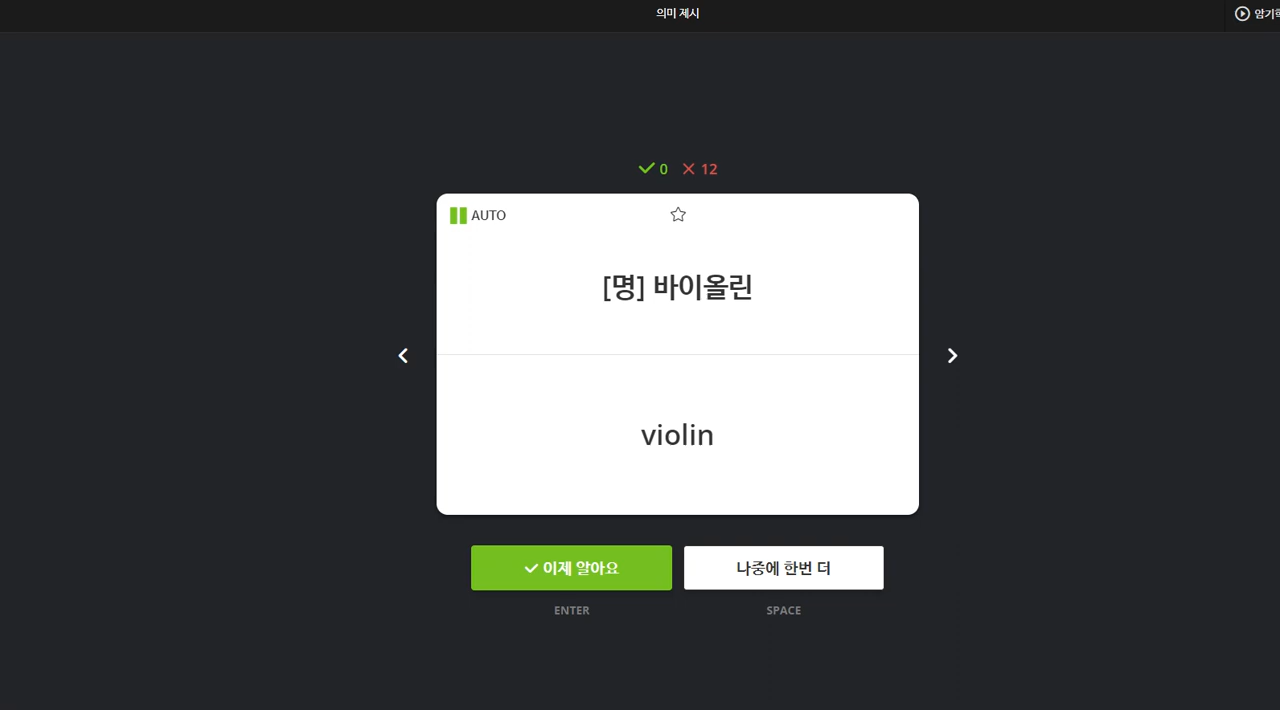 의미 제시
0 12
AUTO
[명] 바이올린
violin
이제 알아요 나중에 한번 더
ENTER SPACE